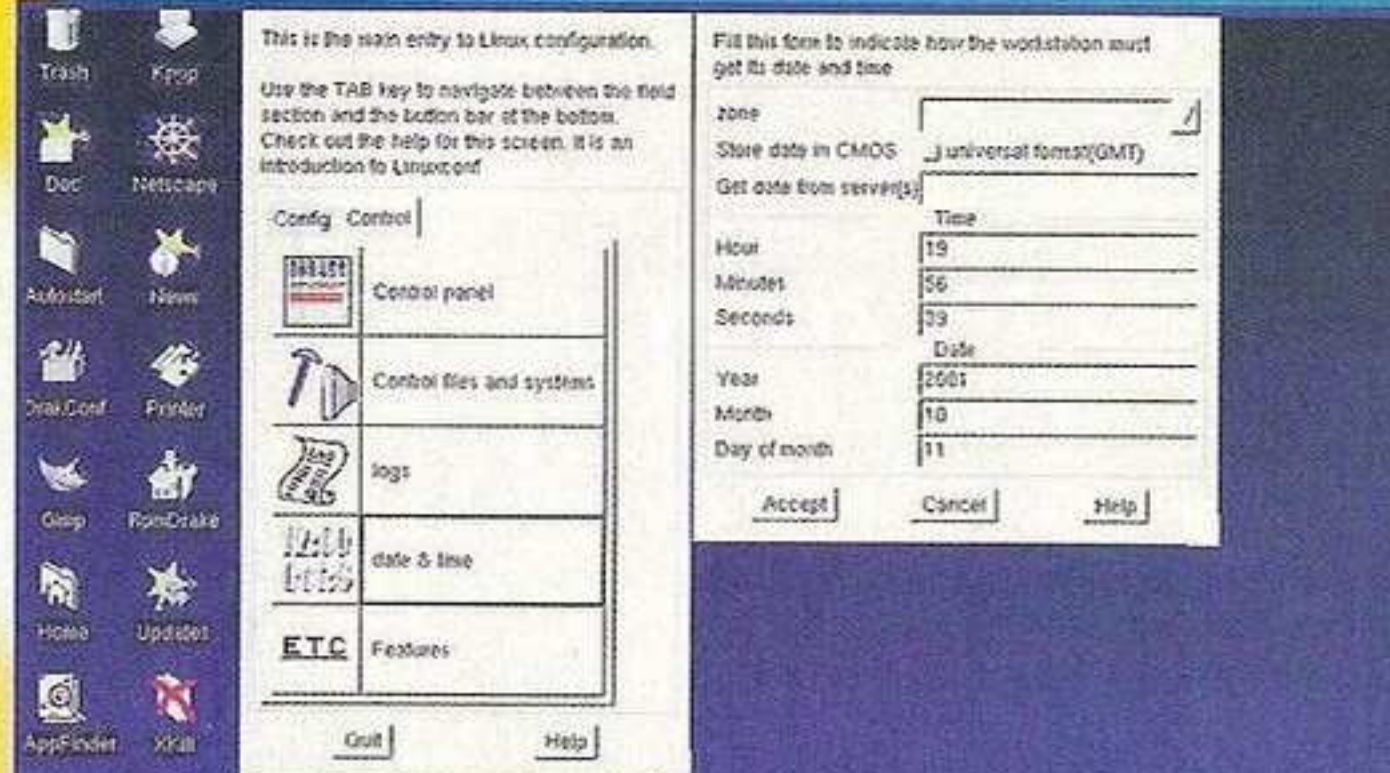 Trash
Kpop
Doc
Netscape
Autostart
News
DrakConf
Printer
Gimp
RomDrake
Home
Updates
AppFinder
XKill
This is the main entry to Linux configuration.
Use the TAB key to navigate between the field
section and the button bar at the bottom.
Check out the help for this screen. It is an
introduction to Linuxconf
Config Control
Control panel
Control files and systems
logs
date & time
ETC Features
Quit Help
Fill this form to indicate how the workstation must
get its date and time
zone
Store date in CMOS universal format(GMT)
Get date from server(s)
Time
Hour 19
Minutes 56
Seconds 39
Date
Year 2001
Month 10
Day of month 11
Accept Cancel Help